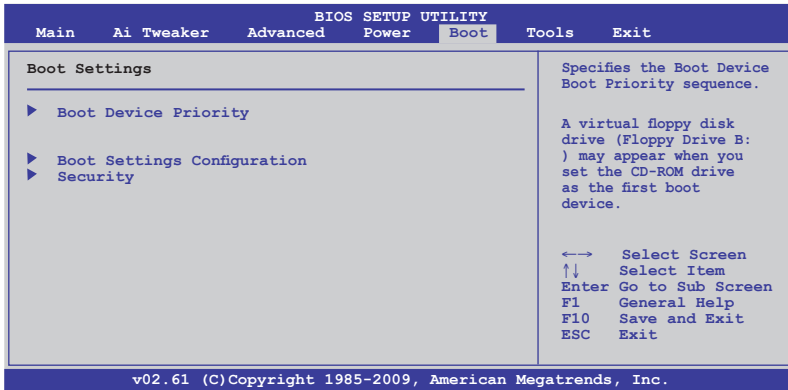 BIOS SETUP UTILITY
Main Ai Tweaker Advanced Power Boot Tools Exit
Boot Settings
Boot Device Priority
Boot Settings Configuration
Security
Specifies the Boot Device
Boot Priority sequence.
A virtual floppy disk
drive (Floppy Drive B:
) may appear when you
set the CD-ROM drive
as the first boot
device.
←→ Select Screen
↑↓ Select Item
Enter Go to Sub Screen
F1 General Help
F10 Save and Exit
ESC Exit
v02.61 (C)Copyright 1985-2009, American Megatrends, Inc.